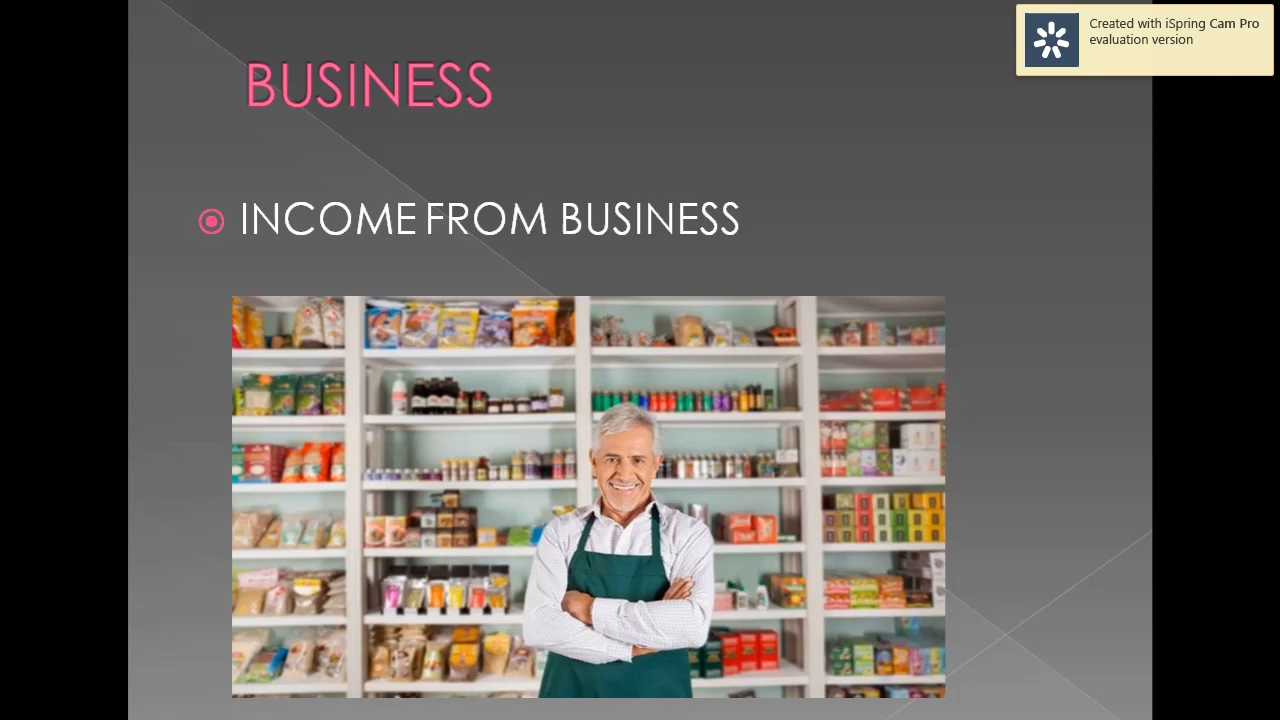 Created with iSpring Cam Pro
evaluation version
BUSINESS
INCOME FROM BUSINESS